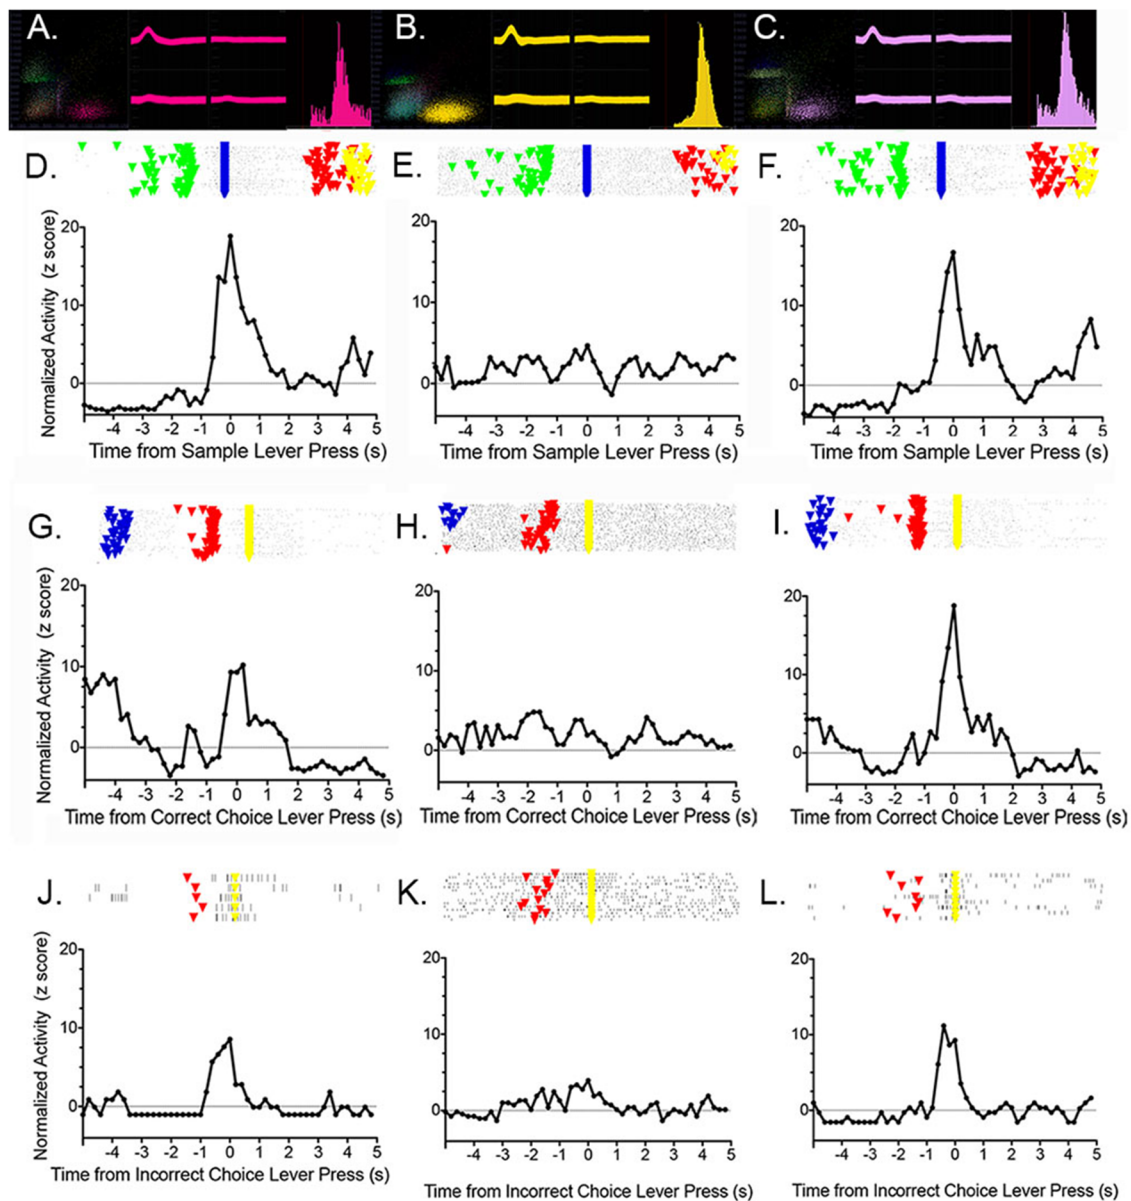 A.
B.
C.
D.
E.
F.
Normalized Activity (z score)
20
10
0
-4 -3 -2 -1 0 1 2 3 4 5
Time from Sample Lever Press (s)
20
10
0
-4 -3 -2 -1 0 1 2 3 4 5
Time from Sample Lever Press (s)
20
10
0
-4 -3 -2 -1 0 1 2 3 4 5
Time from Sample Lever Press (s)
G.
H.
I.
Normalized Activity (z score)
20
10
0
-4 -3 -2 -1 0 1 2 3 4 5
Time from Correct Choice Lever Press (s)
20
10
0
-4 -3 -2 -1 0 1 2 3 4 5
Time from Correct Choice Lever Press (s)
20
10
0
-4 -3 -2 -1 0 1 2 3 4 5
Time from Correct Choice Lever Press (s)
J.
K.
L.
Normalized Activity (z score)
20
10
0
-4 -3 -2 -1 0 1 2 3 4 5
Time from Incorrect Choice Lever Press (s)
20
10
0
-4 -3 -2 -1 0 1 2 3 4 5
Time from Incorrect Choice Lever Press (s)
20
10
0
-4 -3 -2 -1 0 1 2 3 4 5
Time from Incorrect Choice Lever Press (s)